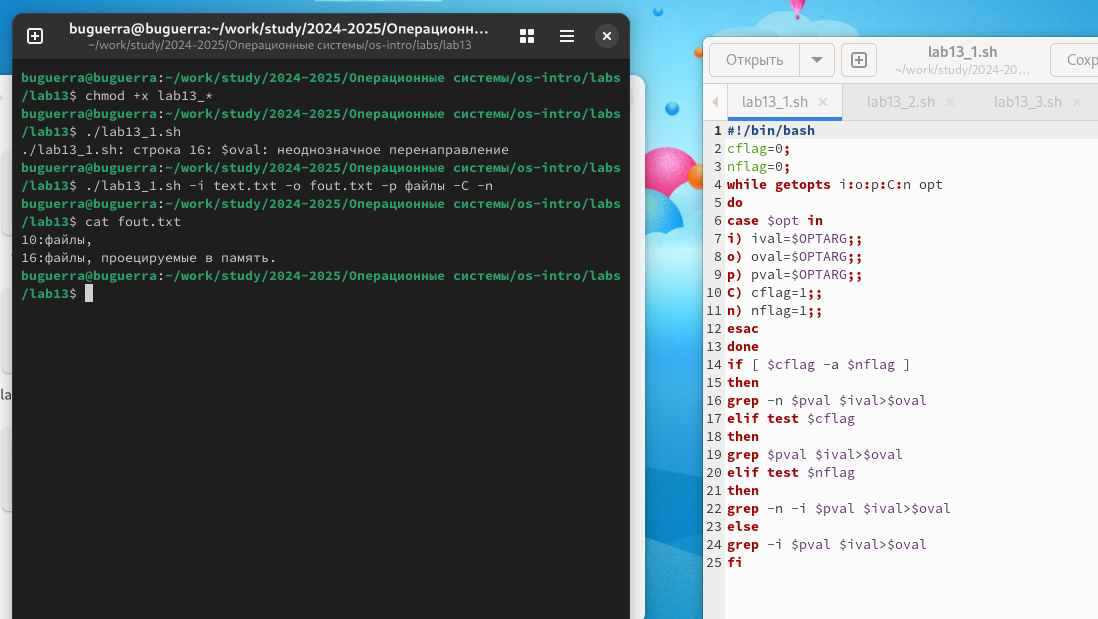 buguerra@buguerra:~/work/study/2024-2025/Операционн...
~/work/study/2024-2025/Операционные системы/os-intro/labs/lab13
buguerra@buguerra:~/work/study/2024-2025/Операционные системы/os-intro/labs
/lab13$ chmod +x lab13_*
buguerra@buguerra:~/work/study/2024-2025/Операционные системы/os-intro/labs
/lab13$ ./lab13_1.sh
./lab13_1.sh: строка 16: $oval: неоднозначное перенаправление
buguerra@buguerra:~/work/study/2024-2025/Операционные системы/os-intro/labs
/lab13$ ./lab13_1.sh -i text.txt -o fout.txt -p файлы -C -n
buguerra@buguerra:~/work/study/2024-2025/Операционные системы/os-intro/labs
/lab13$ cat fout.txt
10:файлы,
16:файлы, проецируемые в память.
buguerra@buguerra:~/work/study/2024-2025/Операционные системы/os-intro/labs
/lab13$
la
Открыть
lab13_1.sh
~/work/study/2024-20...
Сохр
lab13_1.sh
lab13_2.sh
lab13_3.sh
1 #!/bin/bash
2 cflag=0;
3 nflag=0;
4 while getopts i:o:p:C:n opt
5 do
6 case $opt in
7 i) ival=$OPTARG;;
8 o) oval=$OPTARG;;
9 p) pval=$OPTARG;;
10 C) cflag=1;;
11 n) nflag=1;;
12 esac
13 done
14 if [ $cflag -a $nflag ]
15 then
16 grep -n $pval $ival>$oval
17 elif test $cflag
18 then
19 grep $pval $ival>$oval
20 elif test $nflag
21 then
22 grep -n -i $pval $ival>$oval
23 else
24 grep -i $pval $ival>$oval
25 fi